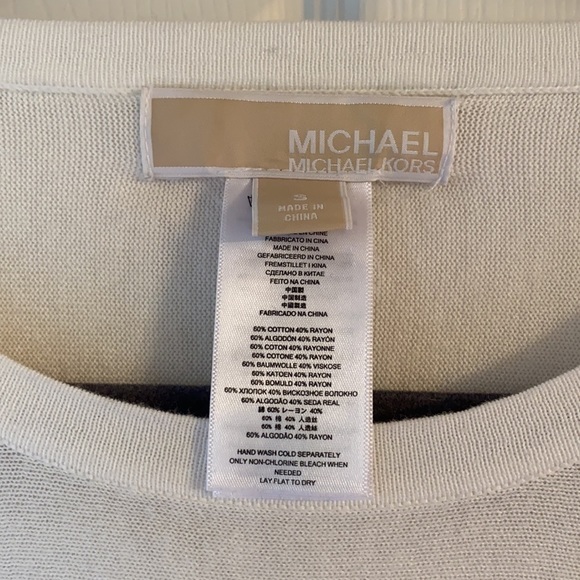 MICHAEL
MICHAEL KORS
S
MADE IN
CHINA
FABBRICATO IN CINA
MADE IN CHINA
GEFABRICEERD IN CHINA
FREMSTILLET I KINA
СДЕЛАНО В КИТАЕ
FEITO NA CHINA
中国製
中国制造
中國製造
FABRICADO NA CHINA
60% COTTON 40% RAYON
60% ALGODÓN 40% RAYÓN
60% COTON 40% RAYONNE
60% COTONE 40% RAYON
60% BAUMWOLLE 40% VISKOSE
60% KATOEN 40% RAYON
60% BOMULD 40% RAYON
60% ХЛОПОК 40% ВИСКОЗНОЕ ВОЛОКНО
60% ALGODÃO 40% SEDA REAL
綿 60% レーヨン 40%
60% 棉 40% 人造丝
60% 棉 40% 人造絲
60% ALGODÃO 40% RAYON
HAND WASH COLD SEPARATELY
ONLY NON-CHLORINE BLEACH WHEN
NEEDED
LAY FLAT TO DRY